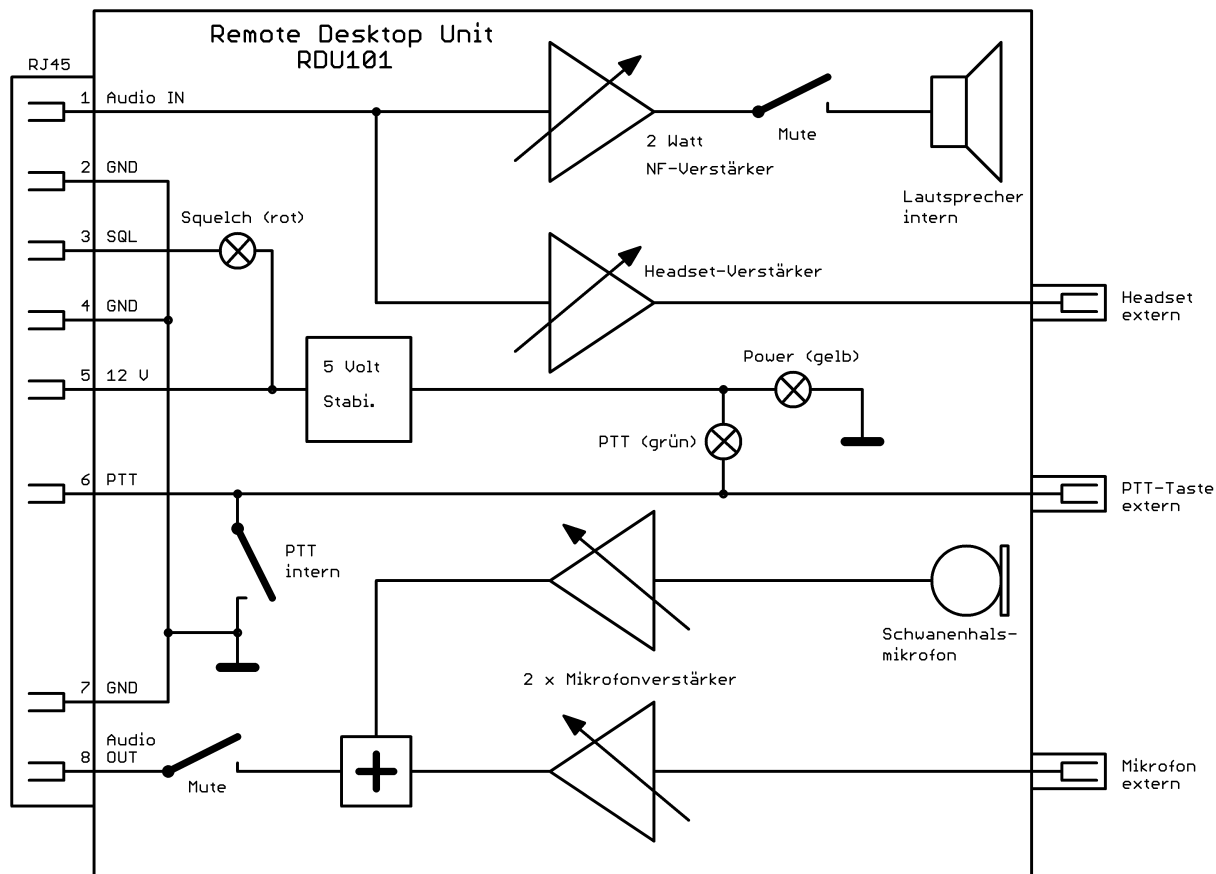 Remote Desktop Unit
RDU101
RJ45
1 Audio IN
2 Watt
NF-Verstärker
Mute
Lautsprecher
intern
2 GND
Squelch (rot)
3 SQL
Headset-Verstärker
Headset
extern
4 GND
5 12 V
5 Volt
Stabi.
Power (gelb)
PTT (grün)
6 PTT
PTT-Taste
extern
PTT
intern
Schwanenhals-
mikrofon
2 x Mikrofonverstärker
7 GND
Audio
8 OUT
Mute
+
Mikrofon
extern